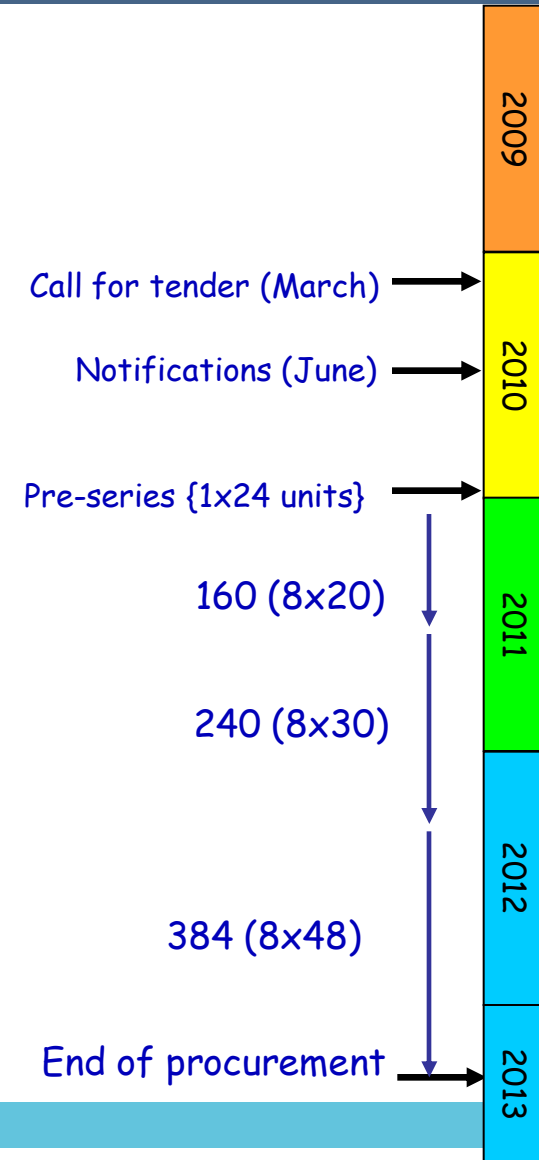 2009
Call for tender (March)
Notifications (June)
2010
Pre-series {1x24 units}
160 (8x20)
2011
240 (8x30)
2012
384 (8x48)
End of procurement
2013